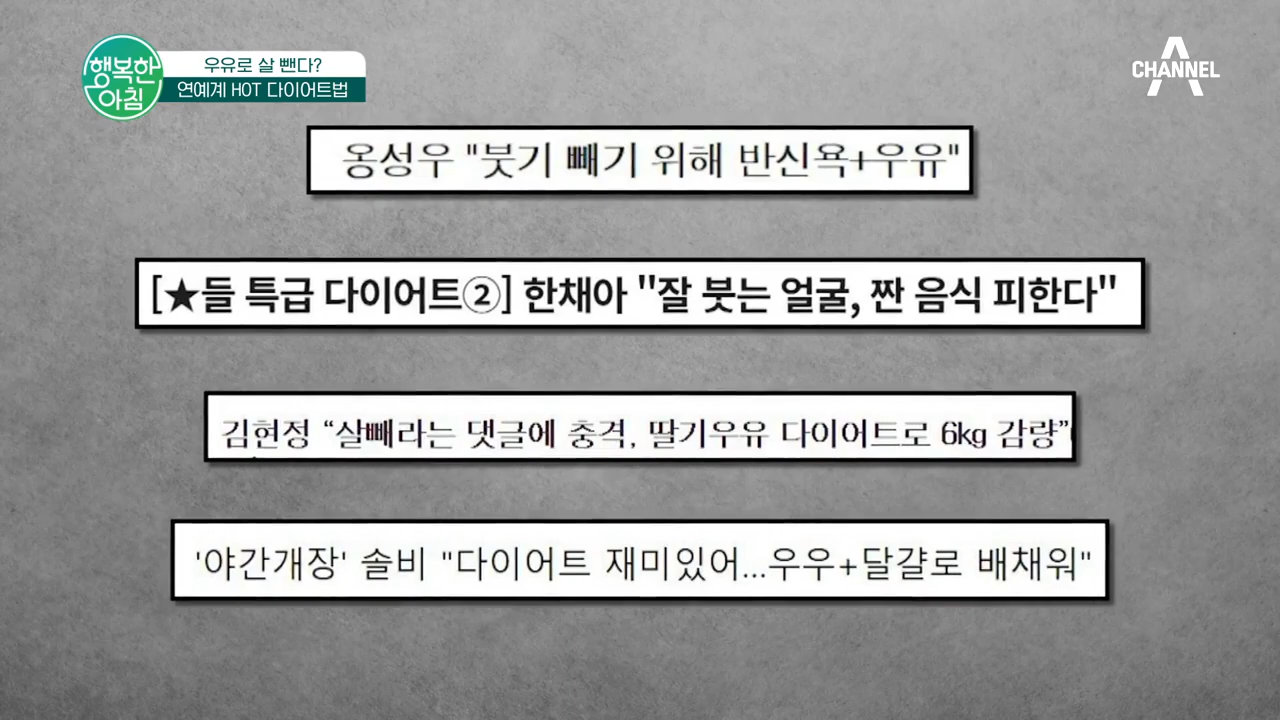 행복한
아침
우유로 살 뺀다?
연예계 HOT 다이어트법
CHANNEL A
옹성우 "붓기 빼기 위해 반신욕+우유"
[★들 특급 다이어트②] 한채아 "잘 붓는 얼굴, 짠 음식 피한다"
김현정 “살빼라는 댓글에 충격, 딸기우유 다이어트로 6kg 감량”
'야간개장' 솔비 "다이어트 재미있어...우우+달걀로 배채워"